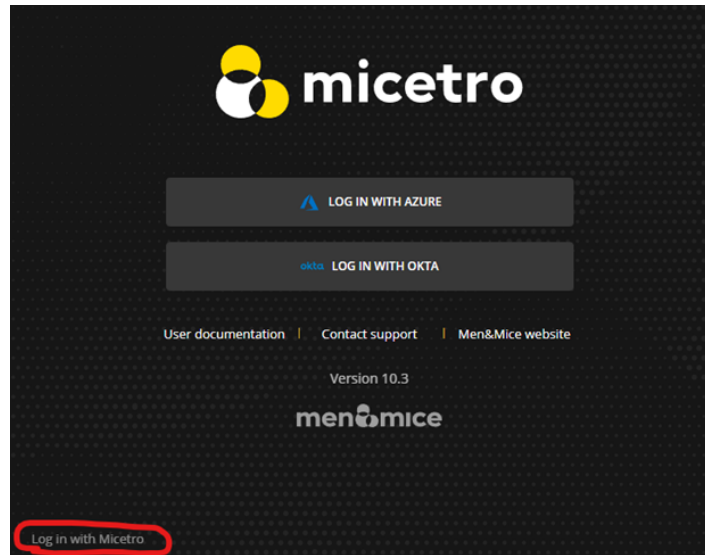 micetro
LOG IN WITH AZURE
okta LOG IN WITH OKTA
User documentation | Contact support | Men&Mice website
Version 10.3
men&mice
Log in with Micetro